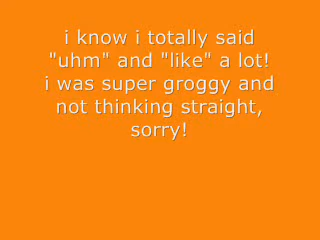 i know i totally said
"uhm" and "like" a lot!
i was super groggy and
not thinking straight,
sorry!